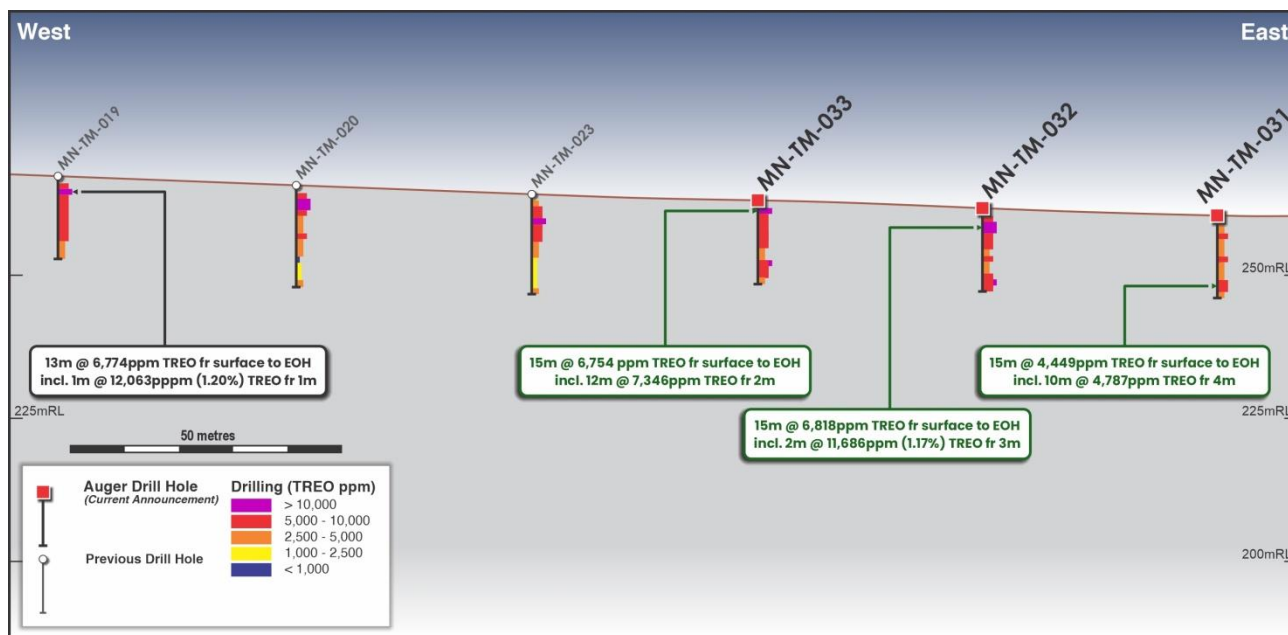 West
East
MN-TM-019
MN-TM-020
MN-TM-023
MN-TM-033
MN-TM-032
MN-TM-031
250mRL
13m @ 6,774ppm TREO fr surface to EOH
incl. 1m @ 12,063pppm (1.20%) TREO fr 1m
15m @ 6,754 ppm TREO fr surface to EOH
incl. 12m @ 7,346ppm TREO fr 2m
15m @ 4,449ppm TREO fr surface to EOH
incl. 10m @ 4,787ppm TREO fr 4m
15m @ 6,818ppm TREO fr surface to EOH
incl. 2m @ 11,686ppm (1.17%) TREO fr 3m
225mRL
225mRL
50 metres
Auger Drill Hole
(Current Announcement)
Previous Drill Hole
Drilling (TREO ppm)
> 10,000
5,000 - 10,000
2,500 - 5,000
1,000 - 2,500
< 1,000
200mRL